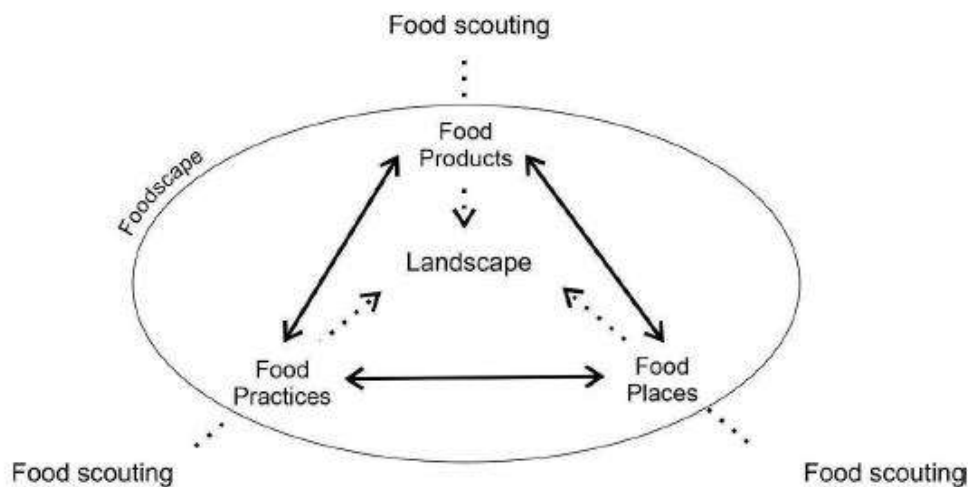 Food scouting
Foodscape
Food
Products
Landscape
Food
Practices
Food
Places
Food scouting
Food scouting